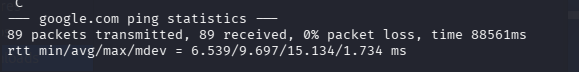 C
--- google.com ping statistics ---
89 packets transmitted, 89 received, 0% packet loss, time 88561ms
rtt min/avg/max/mdev = 6.539/9.697/15.134/1.734 ms